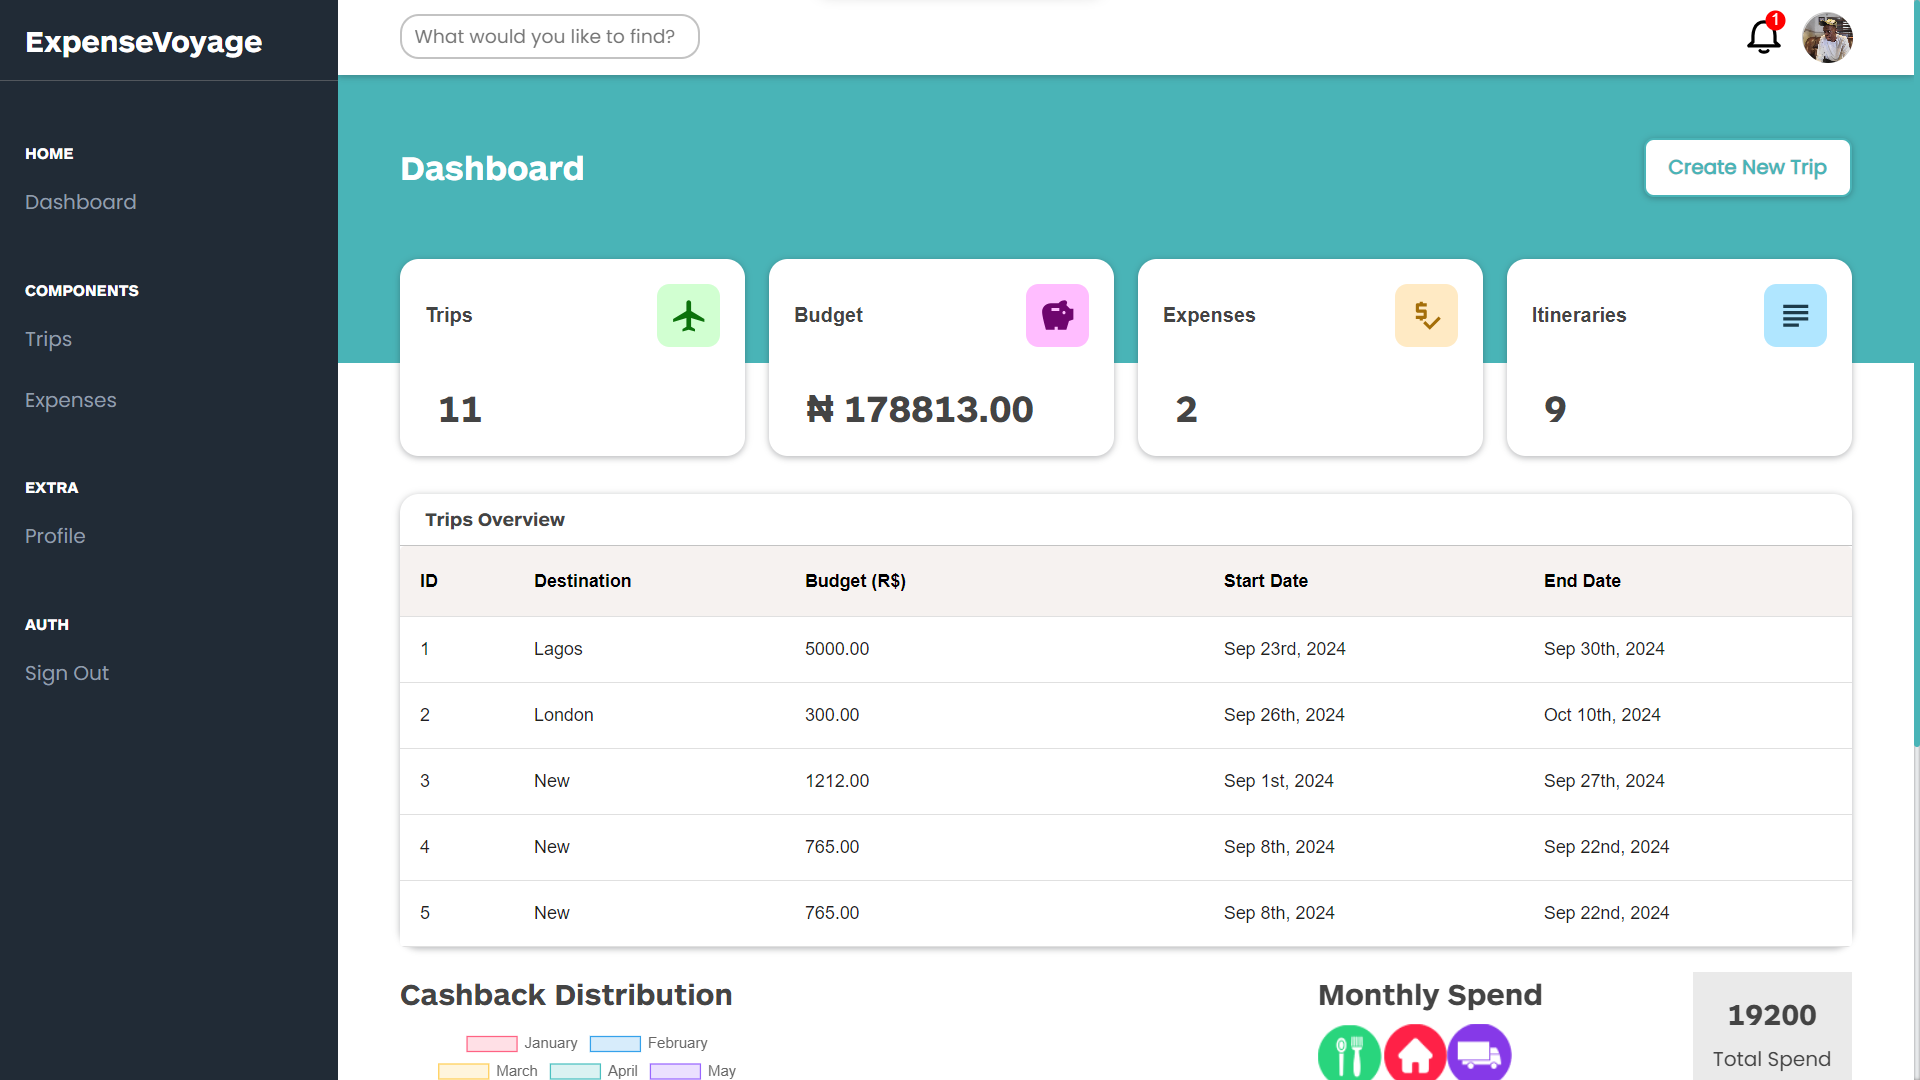 ExpenseVoyage
What would you like to find?
1
HOME
Dashboard
COMPONENTS
Trips
Expenses
EXTRA
Profile
AUTH
Sign Out
Dashboard
Create New Trip
Trips
11
Budget
₦ 178813.00
Expenses
2
Itineraries
9
Trips Overview
ID Destination Budget (R$) Start Date End Date
1 Lagos 5000.00 Sep 23rd, 2024 Sep 30th, 2024
2 London 300.00 Sep 26th, 2024 Oct 10th, 2024
3 New 1212.00 Sep 1st, 2024 Sep 27th, 2024
4 New 765.00 Sep 8th, 2024 Sep 22nd, 2024
5 New 765.00 Sep 8th, 2024 Sep 22nd, 2024
Cashback Distribution
January February
March April May
Monthly Spend
19200
Total Spend